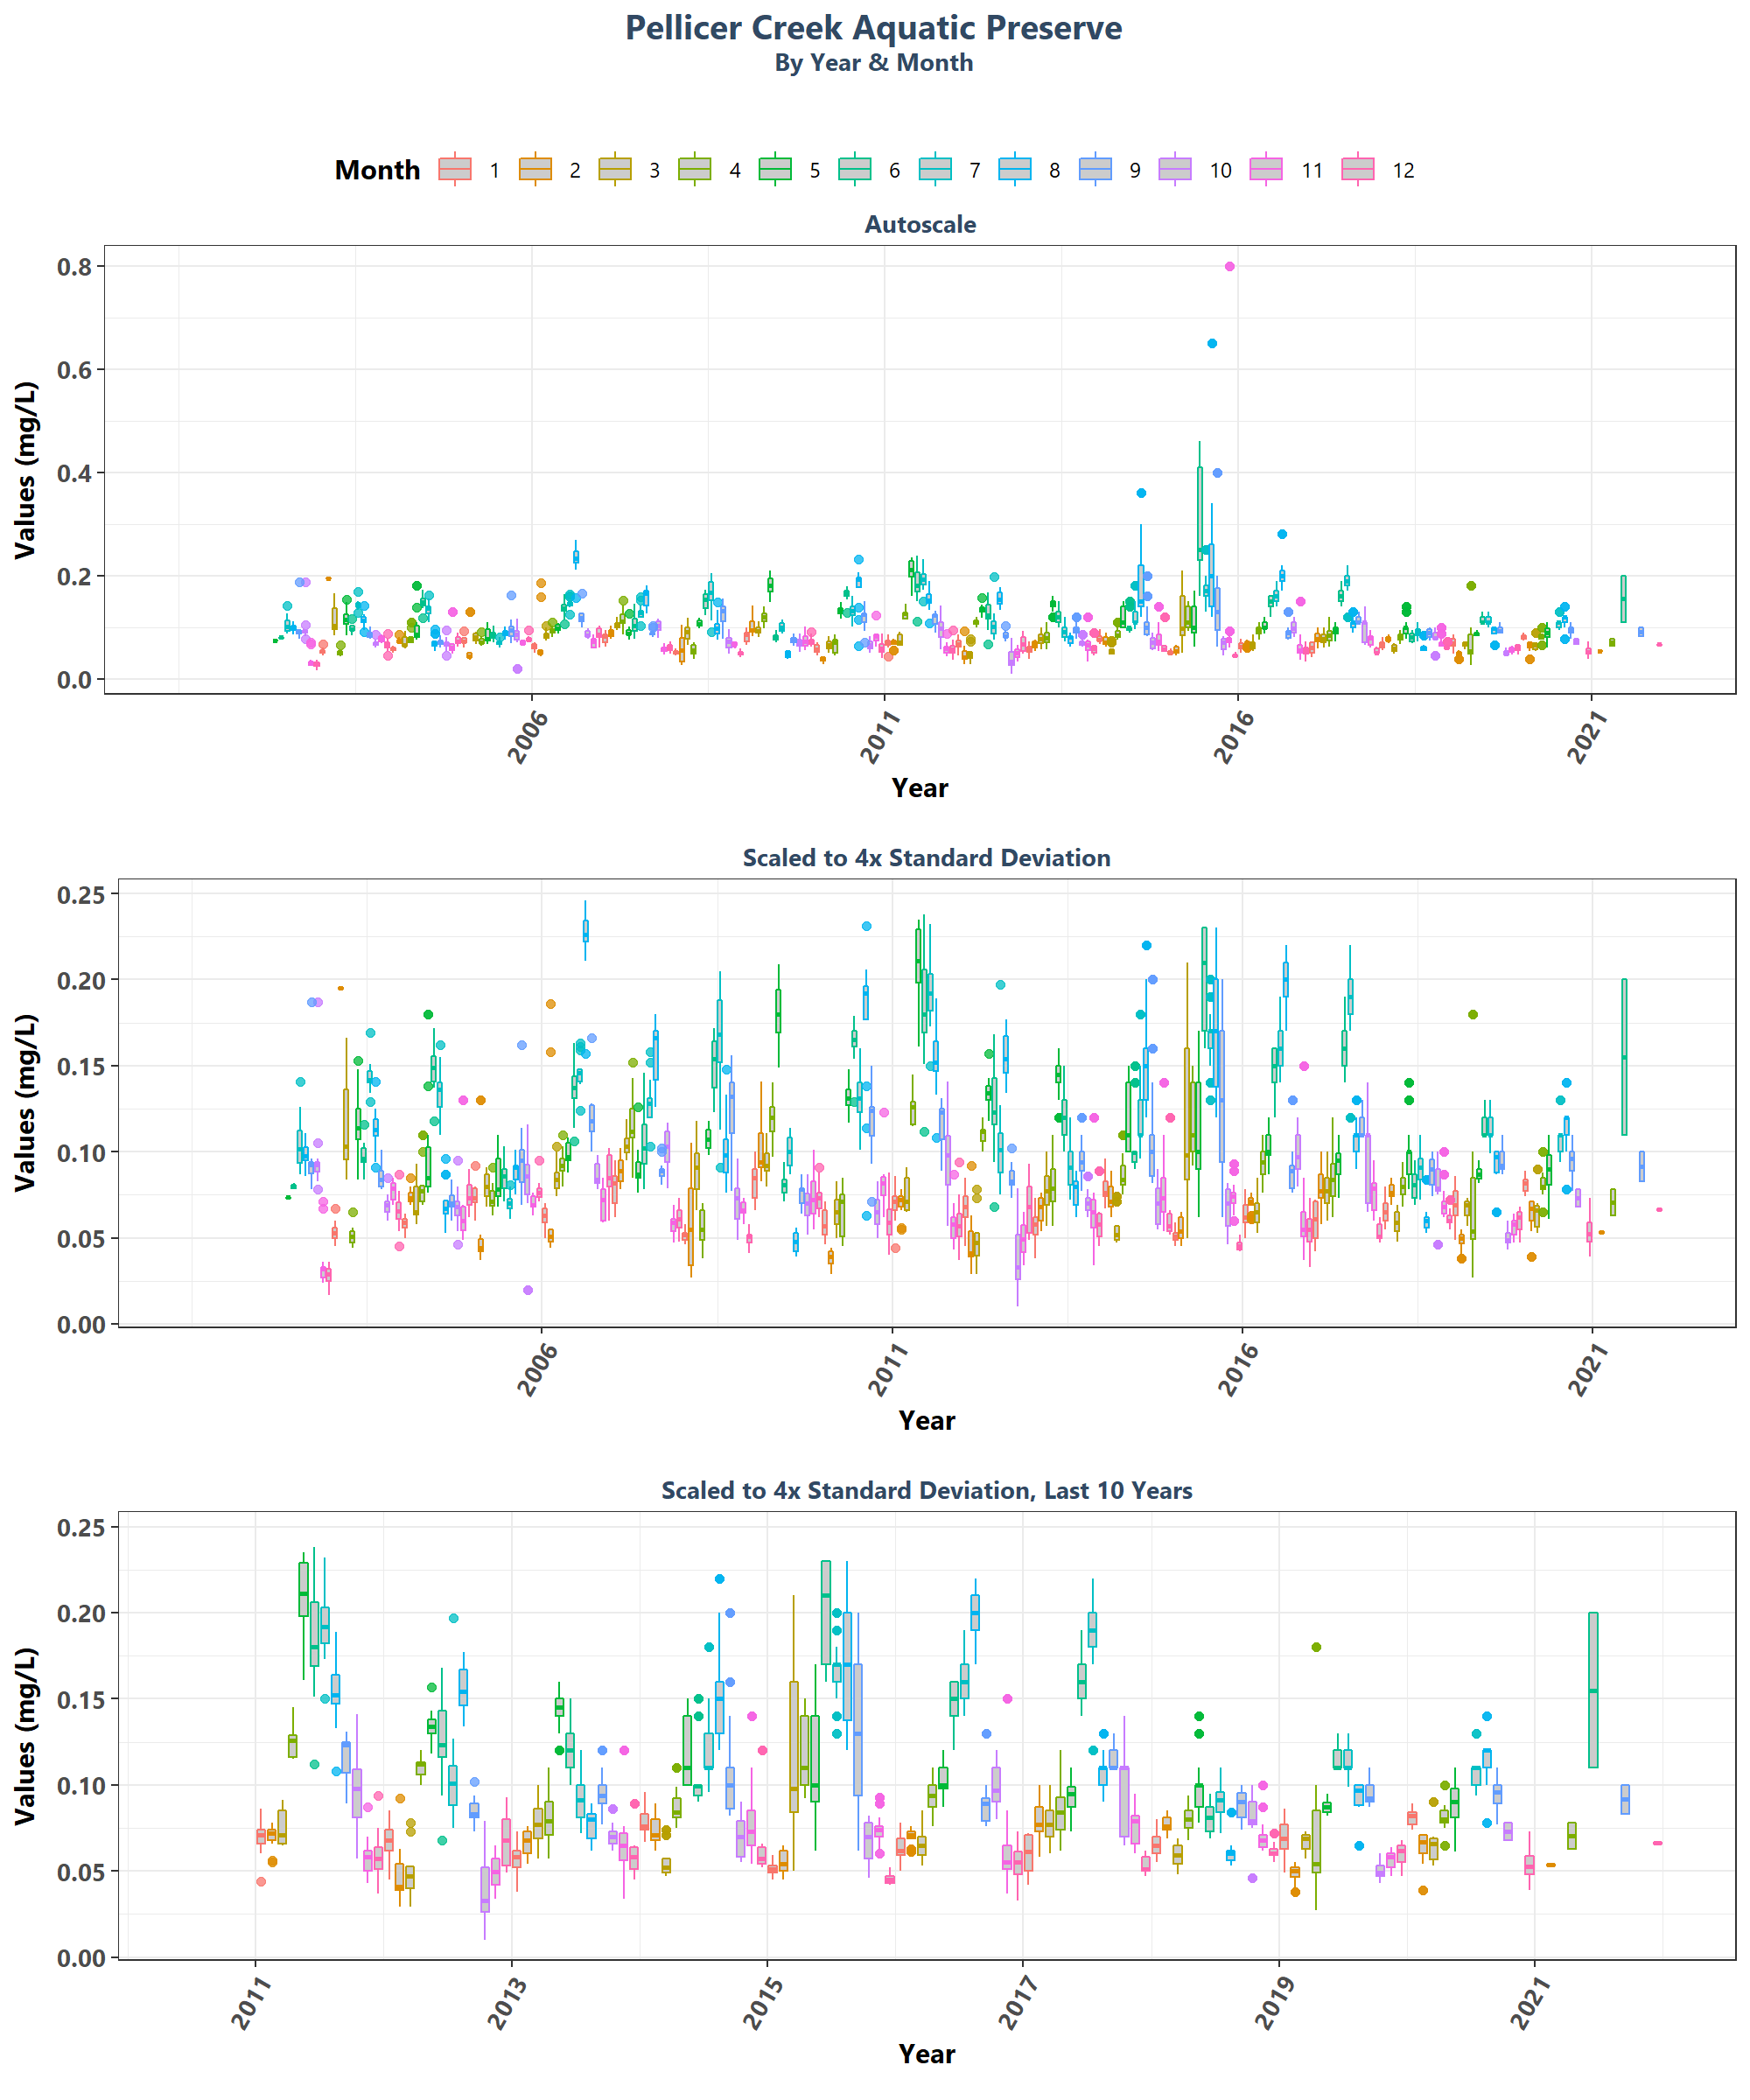 Pellicer Creek Aquatic Preserve
By Year & Month
Month 1 2 3 4 5 6 7 8 9 10 11 12
Autoscale
Values (mg/L)
0.8
0.6
0.4
0.2
0.0
2006 2011 2016 2021
Year
Scaled to 4x Standard Deviation
Values (mg/L)
0.25
0.20
0.15
0.10
0.05
0.00
2006 2011 2016 2021
Year
Scaled to 4x Standard Deviation, Last 10 Years
Values (mg/L)
0.25
0.20
0.15
0.10
0.05
0.00
2011 2013 2015 2017 2019 2021
Year